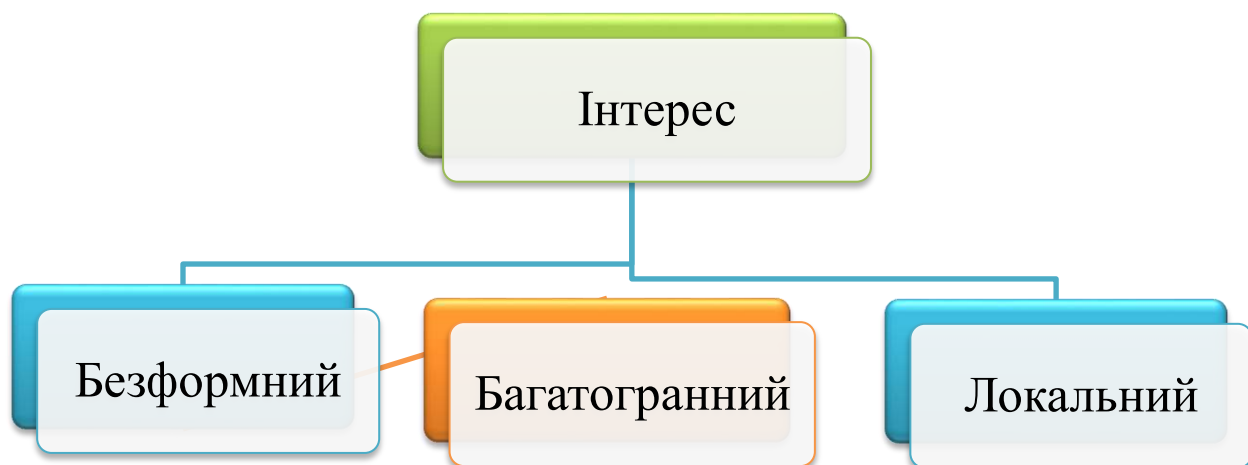 Інтерес
Безформний
Багатогранний
Локальний